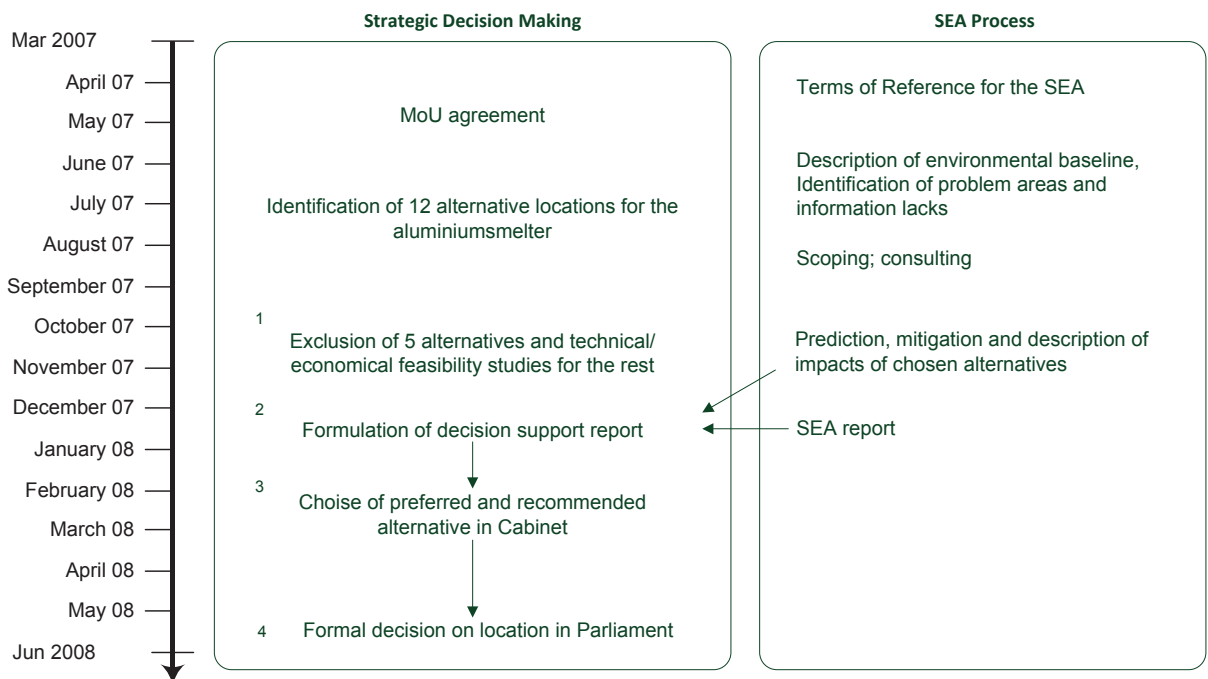 Strategic Decision Making
SEA Process
Mar 2007
April 07
May 07
June 07
July 07
August 07
September 07
October 07
November 07
December 07
January 08
February 08
March 08
April 08
May 08
Jun 2008
MoU agreement
Identification of 12 alternative locations for the
aluminiumsmelter
1
Exclusion of 5 alternatives and technical/
economical feasibility studies for the rest
2
Formulation of decision support report
3
Choise of preferred and recommended
alternative in Cabinet
4
Formal decision on location in Parliament
Terms of Reference for the SEA
Description of environmental baseline,
Identification of problem areas and
information lacks
Scoping; consulting
Prediction, mitigation and description of
impacts of chosen alternatives
SEA report